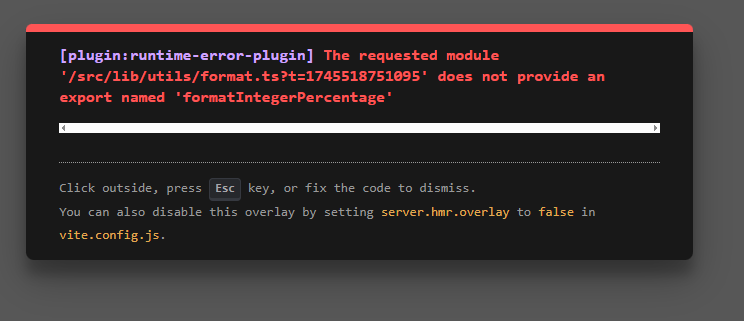 [plugin:runtime-error-plugin] The requested module
'/src/lib/utils/format.ts?t=1745518751095' does not provide an
export named 'formatIntegerPercentage'
Click outside, press Esc key, or fix the code to dismiss.
You can also disable this overlay by setting server.hmr.overlay to false in
vite.config.js.